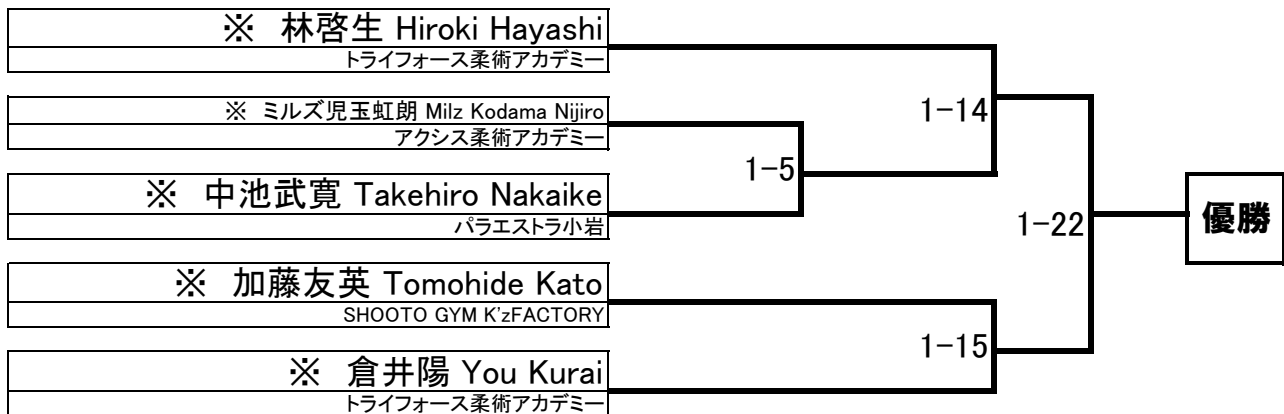 ※ 林啓生 Hiroki Hayashi
トライフォース柔術アカデミー
※ ミルズ児玉虹朗 Milz Kodama Nijiro
アクシス柔術アカデミー
1-14
1-5
※ 中池武寛 Takehiro Nakaike
パラエストラ小岩
1-22
優勝
※ 加藤友英 Tomohide Kato
SHOOTO GYM K'zFACTORY
1-15
※ 倉井陽 You Kurai
トライフォース柔術アカデミー